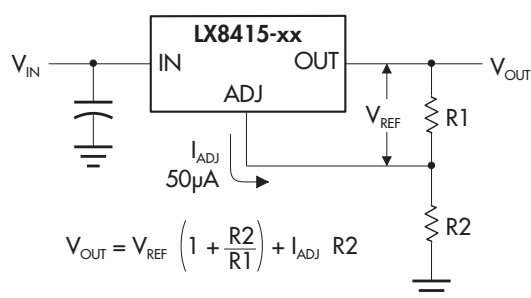 LX8415-xx
V_IN
IN
OUT
V_OUT
ADJ
V_REF
R1
I_ADJ
50µA
R2
V_OUT = V_REF (1 + R2/R1) + I_ADJ R2